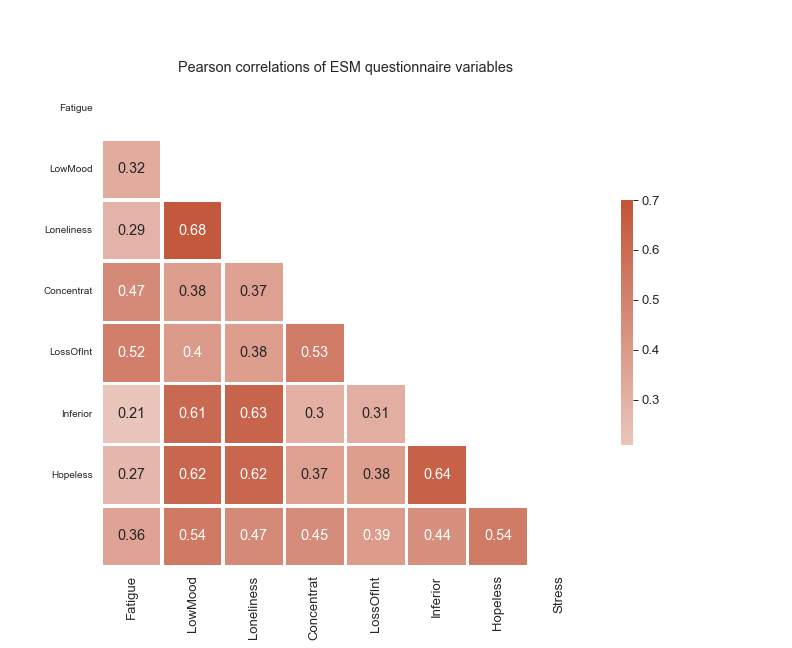 Pearson correlations of ESM questionnaire variables
Fatigue
LowMood 0.32
Loneliness 0.29 0.68
Concentrat 0.47 0.38 0.37
LossOfInt 0.52 0.4 0.38 0.53
Inferior 0.21 0.61 0.63 0.3 0.31
Hopeless 0.27 0.62 0.62 0.37 0.38 0.64
0.36 0.54 0.47 0.45 0.39 0.44 0.54
Fatigue LowMood Loneliness Concentrat LossOfInt Inferior Hopeless Stress
0.7
0.6
0.5
0.4
0.3